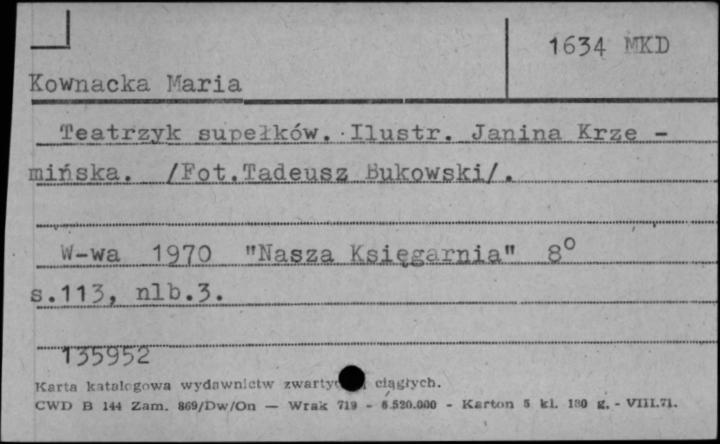 1634 MKD
Kownacka Maria
Teatrzyk supełków. Ilustr. Janina Krze -
mińska. /Fot.Tadeusz Bukowski/.
W-wa 1970 "Nasza Księgarnia" 8°
s.113, nlb.3.
135952
Karta katalogowa wydawnictw ciągłych.
CWD B 144 Zam. 869/Dw/On — Wrak 719 - 6.520.000 - Karton 5 kl. 180 g. - VIII.71.